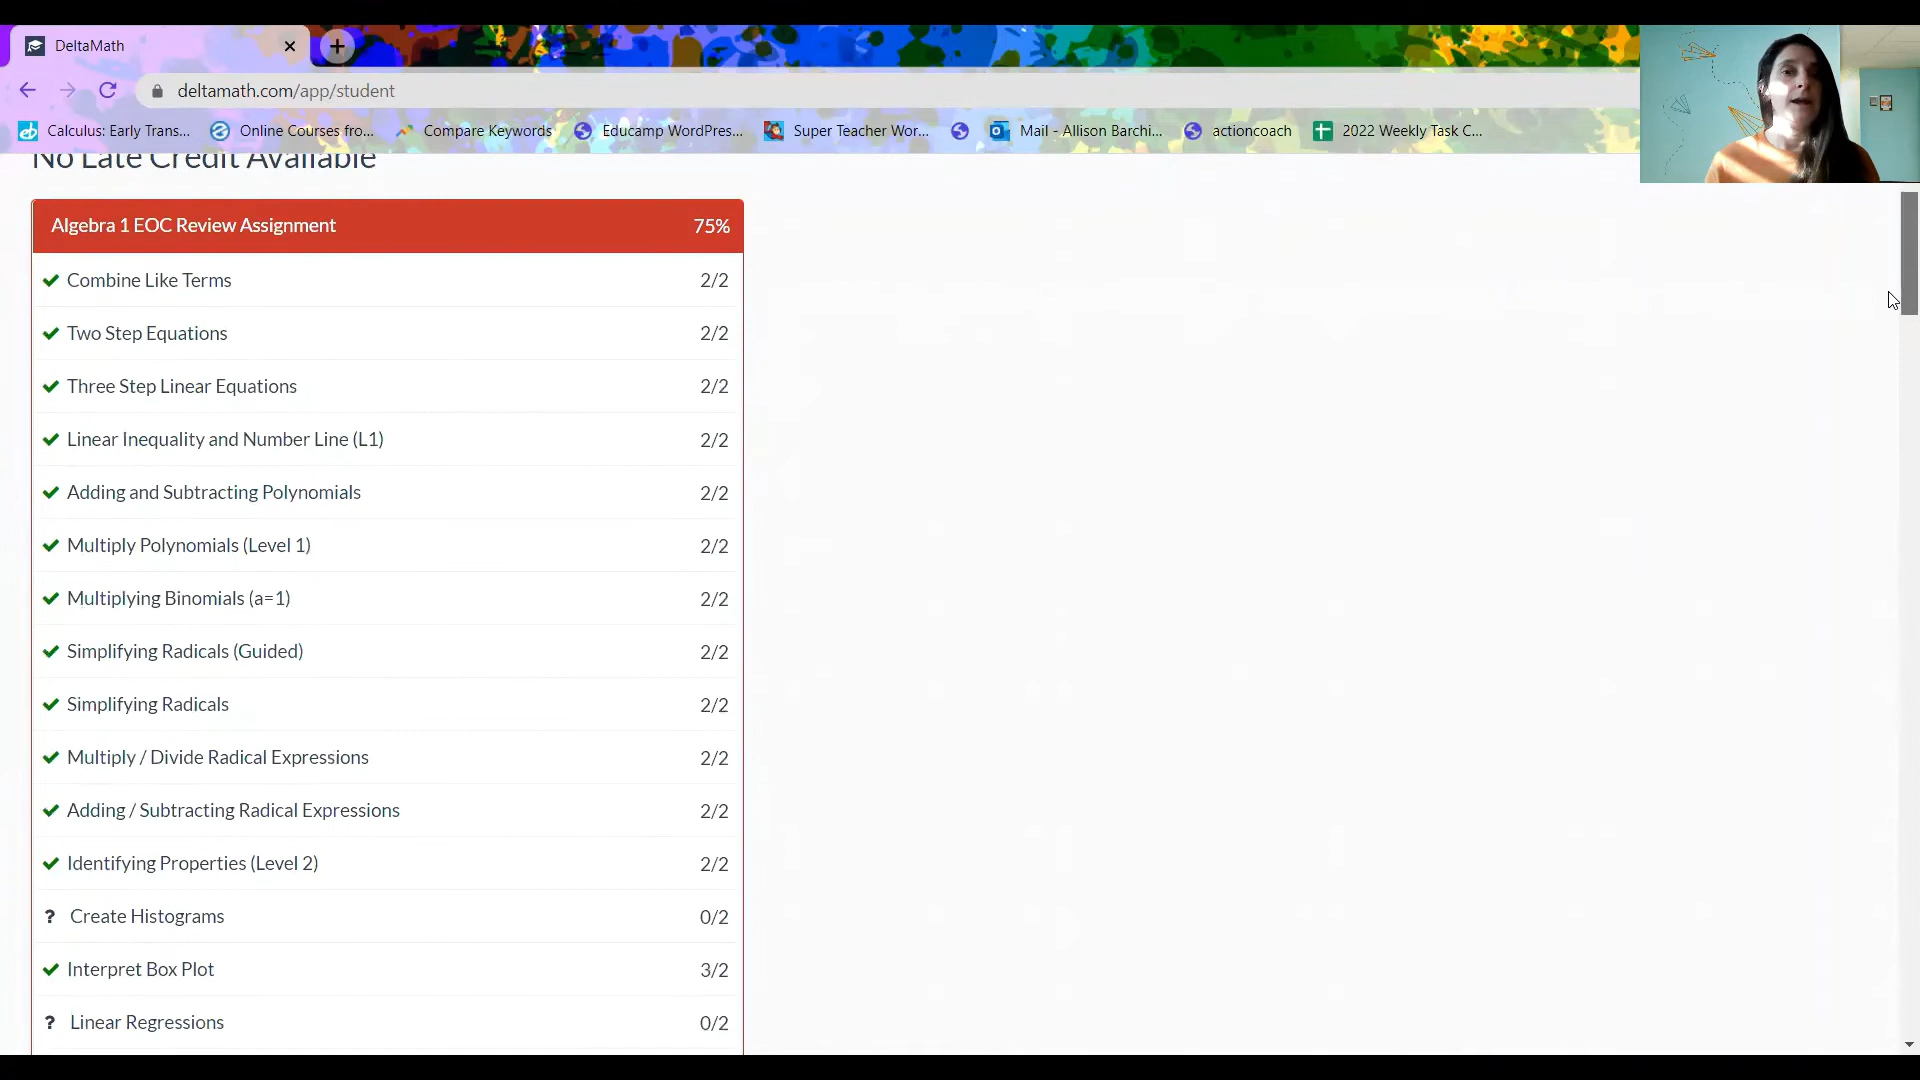 DeltaMath
deltamath.com/app/student
Calculus: Early Trans...
Online Courses fro...
Compare Keywords
Educamp WordPres...
Super Teacher Wor...
Mail - Allison Barchi...
actioncoach
2022 Weekly Task C...
No Late Credit Available
Algebra 1 EOC Review Assignment 75%
Combine Like Terms 2/2
Two Step Equations 2/2
Three Step Linear Equations 2/2
Linear Inequality and Number Line (L1) 2/2
Adding and Subtracting Polynomials 2/2
Multiply Polynomials (Level 1) 2/2
Multiplying Binomials (a=1) 2/2
Simplifying Radicals (Guided) 2/2
Simplifying Radicals 2/2
Multiply / Divide Radical Expressions 2/2
Adding / Subtracting Radical Expressions 2/2
Identifying Properties (Level 2) 2/2
? Create Histograms 0/2
Interpret Box Plot 3/2
? Linear Regressions 0/2